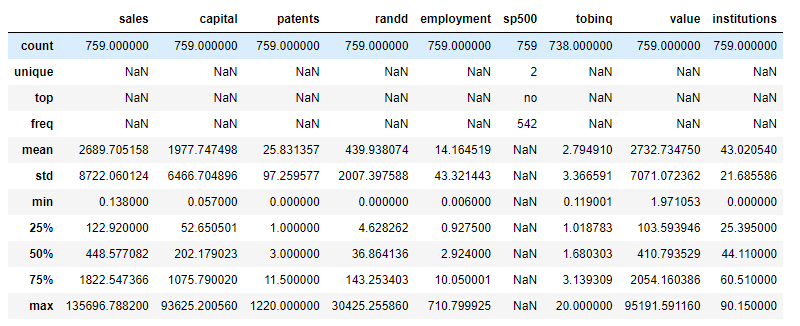 sales capital patents randd employment sp500 tobinq value institutions
count 759.000000 759.000000 759.000000 759.000000 759.000000 759 738.000000 759.000000 759.000000
unique NaN NaN NaN NaN NaN 2 NaN NaN NaN
top NaN NaN NaN NaN NaN no NaN NaN NaN
freq NaN NaN NaN NaN NaN 542 NaN NaN NaN
mean 2689.705158 1977.747498 25.831357 439.938074 14.164519 NaN 2.794910 2732.734750 43.020540
std 8722.060124 6466.704896 97.259577 2007.397588 43.321443 NaN 3.366591 7071.072362 21.685586
min 0.138000 0.057000 0.000000 0.000000 0.006000 NaN 0.119001 1.971053 0.000000
25% 122.920000 52.650501 1.000000 4.628262 0.927500 NaN 1.018783 103.593946 25.395000
50% 448.577082 202.179023 3.000000 36.864136 2.924000 NaN 1.680303 410.793529 44.110000
75% 1822.547366 1075.790020 11.500000 143.253403 10.050001 NaN 3.139309 2054.160386 60.510000
max 135696.788200 93625.200560 1220.000000 30425.255860 710.799925 NaN 20.000000 95191.591160 90.150000